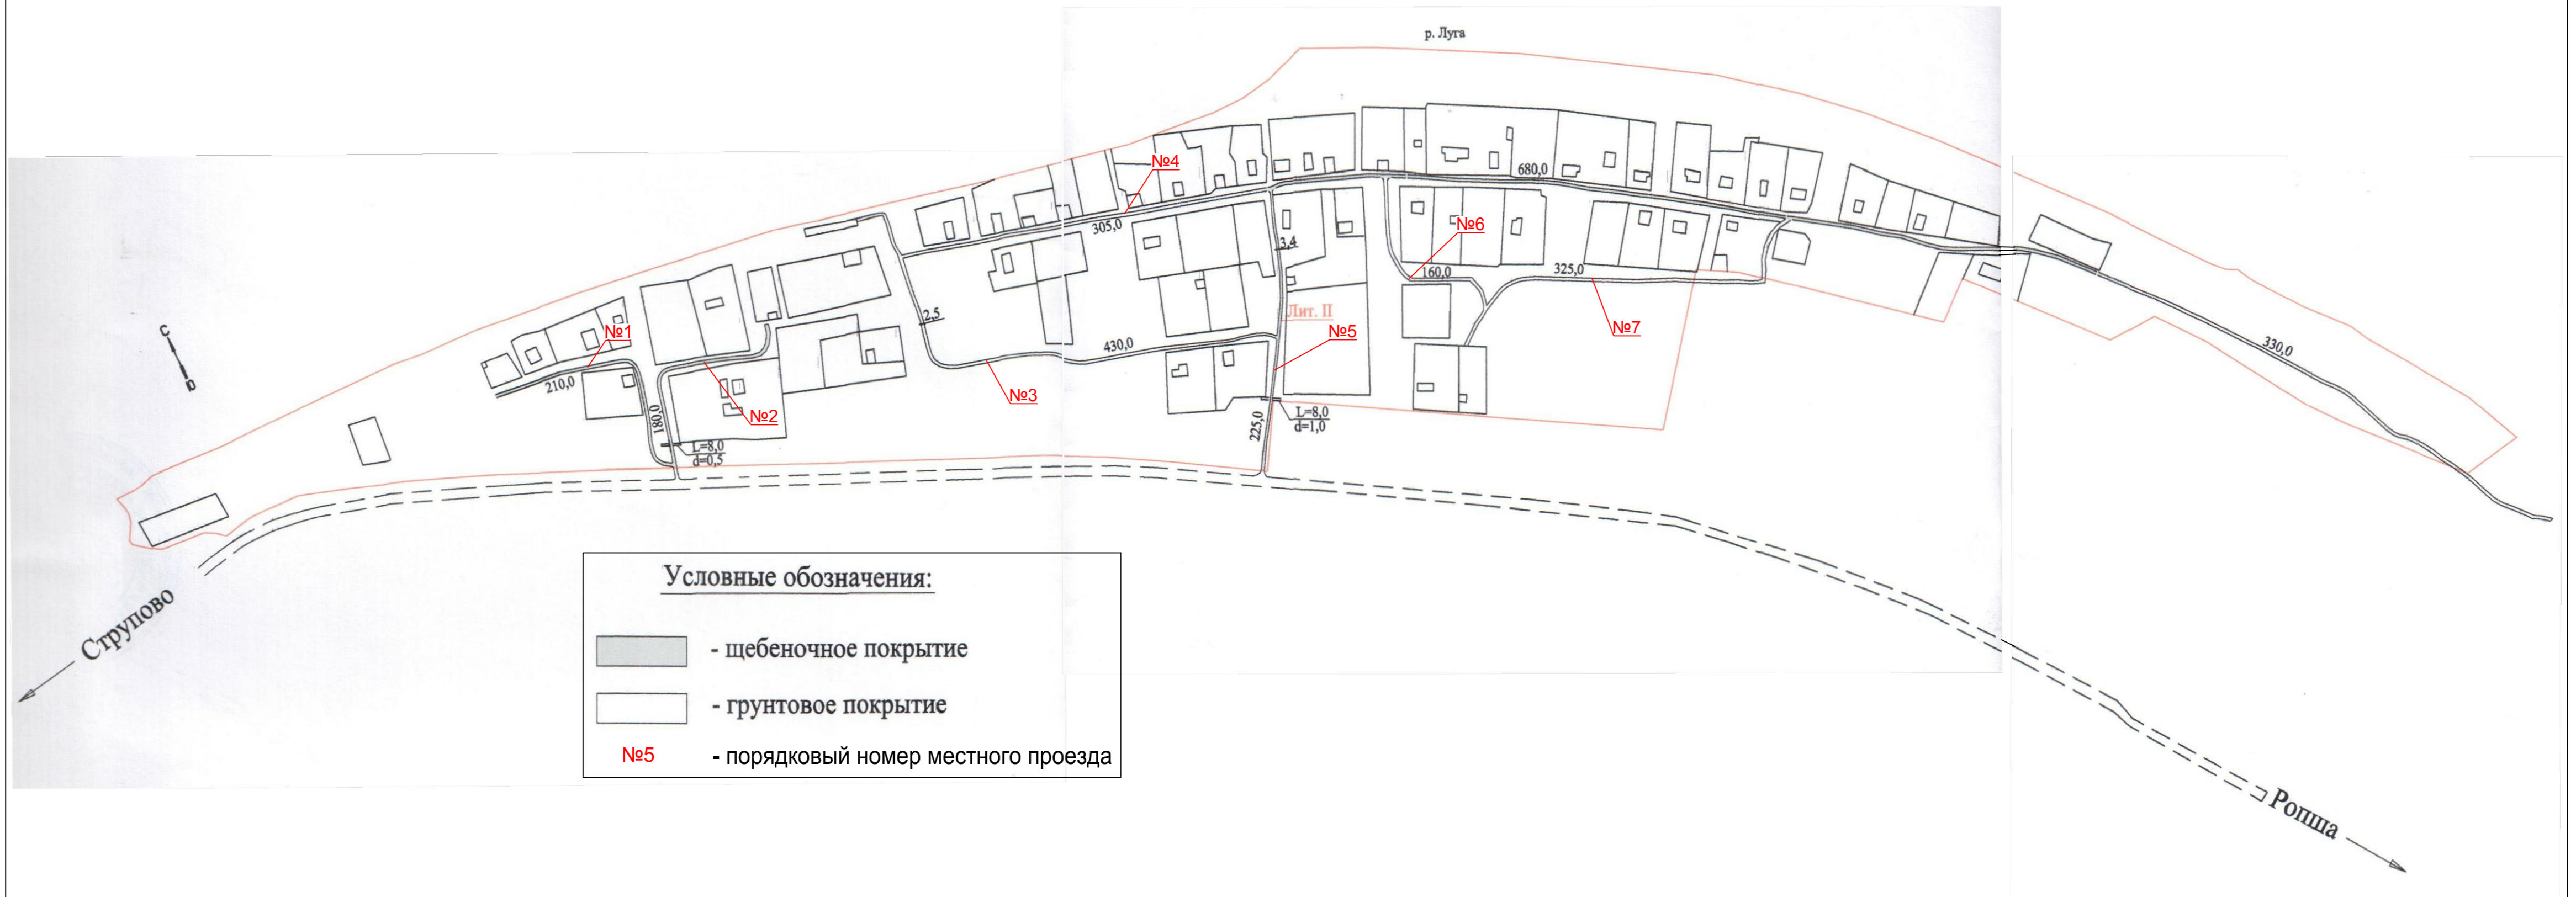 р. Луга
№4
680,0
305,0
3,4
№6
160,0
325,0
2,5
Лит. II
№7
№1
№5
430,0
330,0
С
Ю
210,0
№3
№2
180,0
L=8,0
d=0,5
225,0
L=8,0
d=1,0
Струпово
Условные обозначения:
- щебеночное покрытие
- грунтовое покрытие
№5 - порядковый номер местного проезда
Ропша